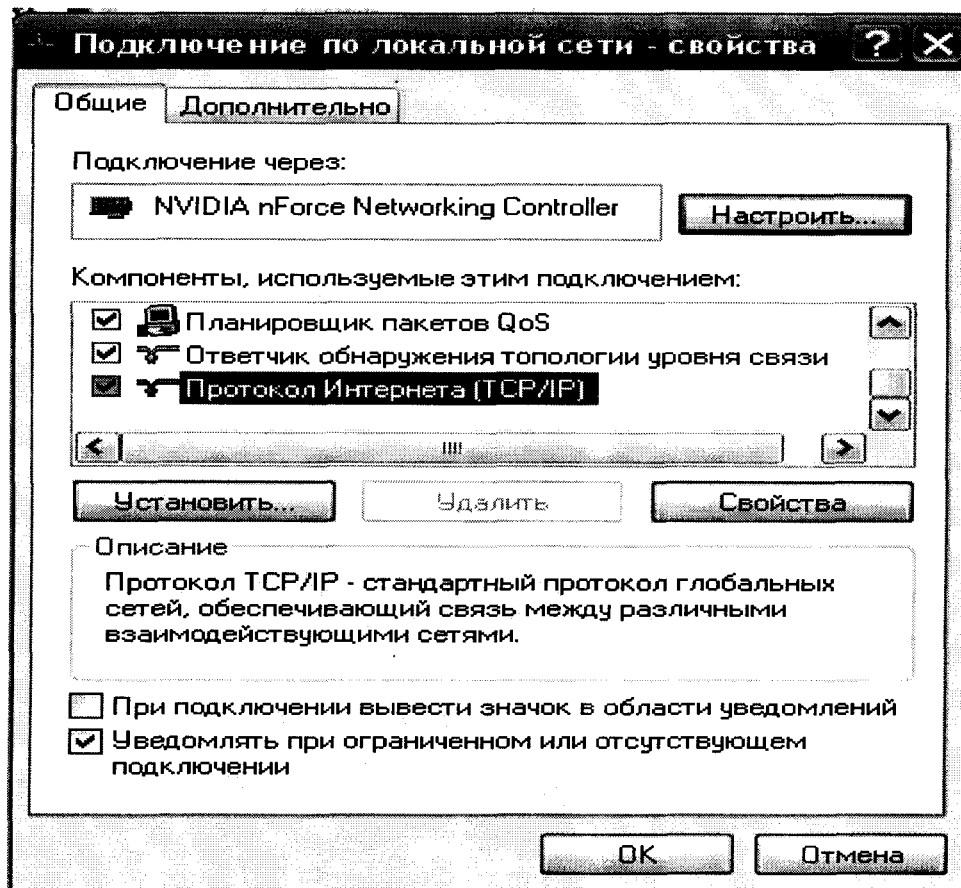 Подключение по локальной сети - свойства
Общие
Дополнительно
Подключение через:
NVIDIA nForce Networking Controller
Настроить...
Компоненты, используемые этим подключением:
Планировщик пакетов QoS
Ответчик обнаружения топологии уровня связи
Протокол Интернета (TCP/IP)
Установить...
Удалить
Свойства
Описание
Протокол TCP/IP - стандартный протокол глобальных
сетей, обеспечивающий связь между различными
взаимодействующими сетями.
При подключении вывести значок в области уведомлений
Уведомлять при ограниченном или отсутствующем
подключении
OK
Отмена